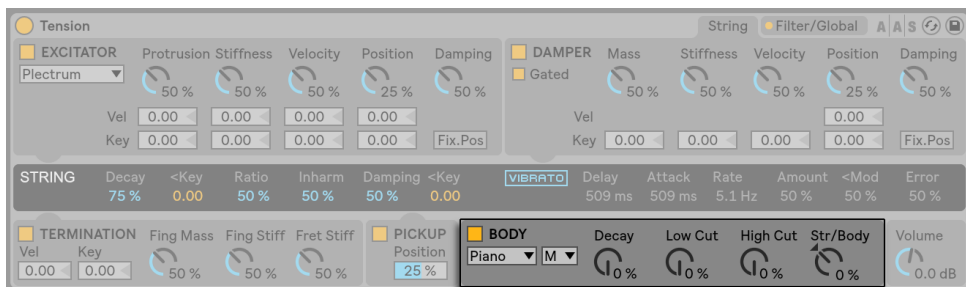 Tension String Filter/Global A A S
EXCITATOR Protrusion Stiffness Velocity Position Damping DAMPER Mass Stiffness Velocity Position Damping
Plectrum Gated
50 % 50 % 50 % 25 % 50 % 50 % 50 % 50 % 25 % 50 %
Vel 0.00 0.00 0.00 0.00 Vel 0.00
Key 0.00 0.00 0.00 0.00 Fix.Pos Key 0.00 0.00 0.00 0.00 Fix.Pos
STRING Decay <Key Ratio Inharm Damping <Key VIBRATO Delay Attack Rate Amount <Mod Error
75 % 0.00 50 % 50 % 50 % 0.00 509 ms 509 ms 5.1 Hz 50 % 50 % 50 %
TERMINATION Fing Mass Fing Stiff Fret Stiff PICKUP BODY Decay Low Cut High Cut Str/Body Volume
Vel Key Position Piano M
0.00 0.00 50 % 50 % 50 % 25 % 0 % 0 % 0 % 0 % 0.0 dB